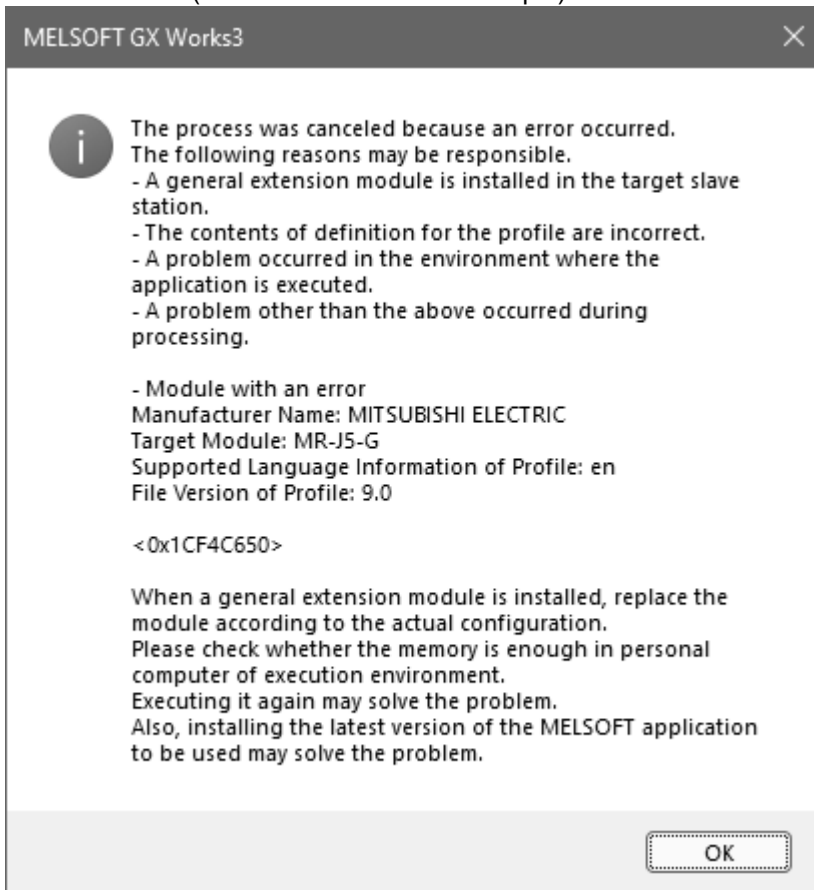 MELSOFT GX Works3
The process was canceled because an error occurred.
The following reasons may be responsible.
- A general extension module is installed in the target slave
station.
- The contents of definition for the profile are incorrect.
- A problem occurred in the environment where the
application is executed.
- A problem other than the above occurred during
processing.
- Module with an error
Manufacturer Name: MITSUBISHI ELECTRIC
Target Module: MR-J5-G
Supported Language Information of Profile: en
File Version of Profile: 9.0
<0x1CF4C650>
When a general extension module is installed, replace the
module according to the actual configuration.
Please check whether the memory is enough in personal
computer of execution environment.
Executing it again may solve the problem.
Also, installing the latest version of the MELSOFT application
to be used may solve the problem.
OK